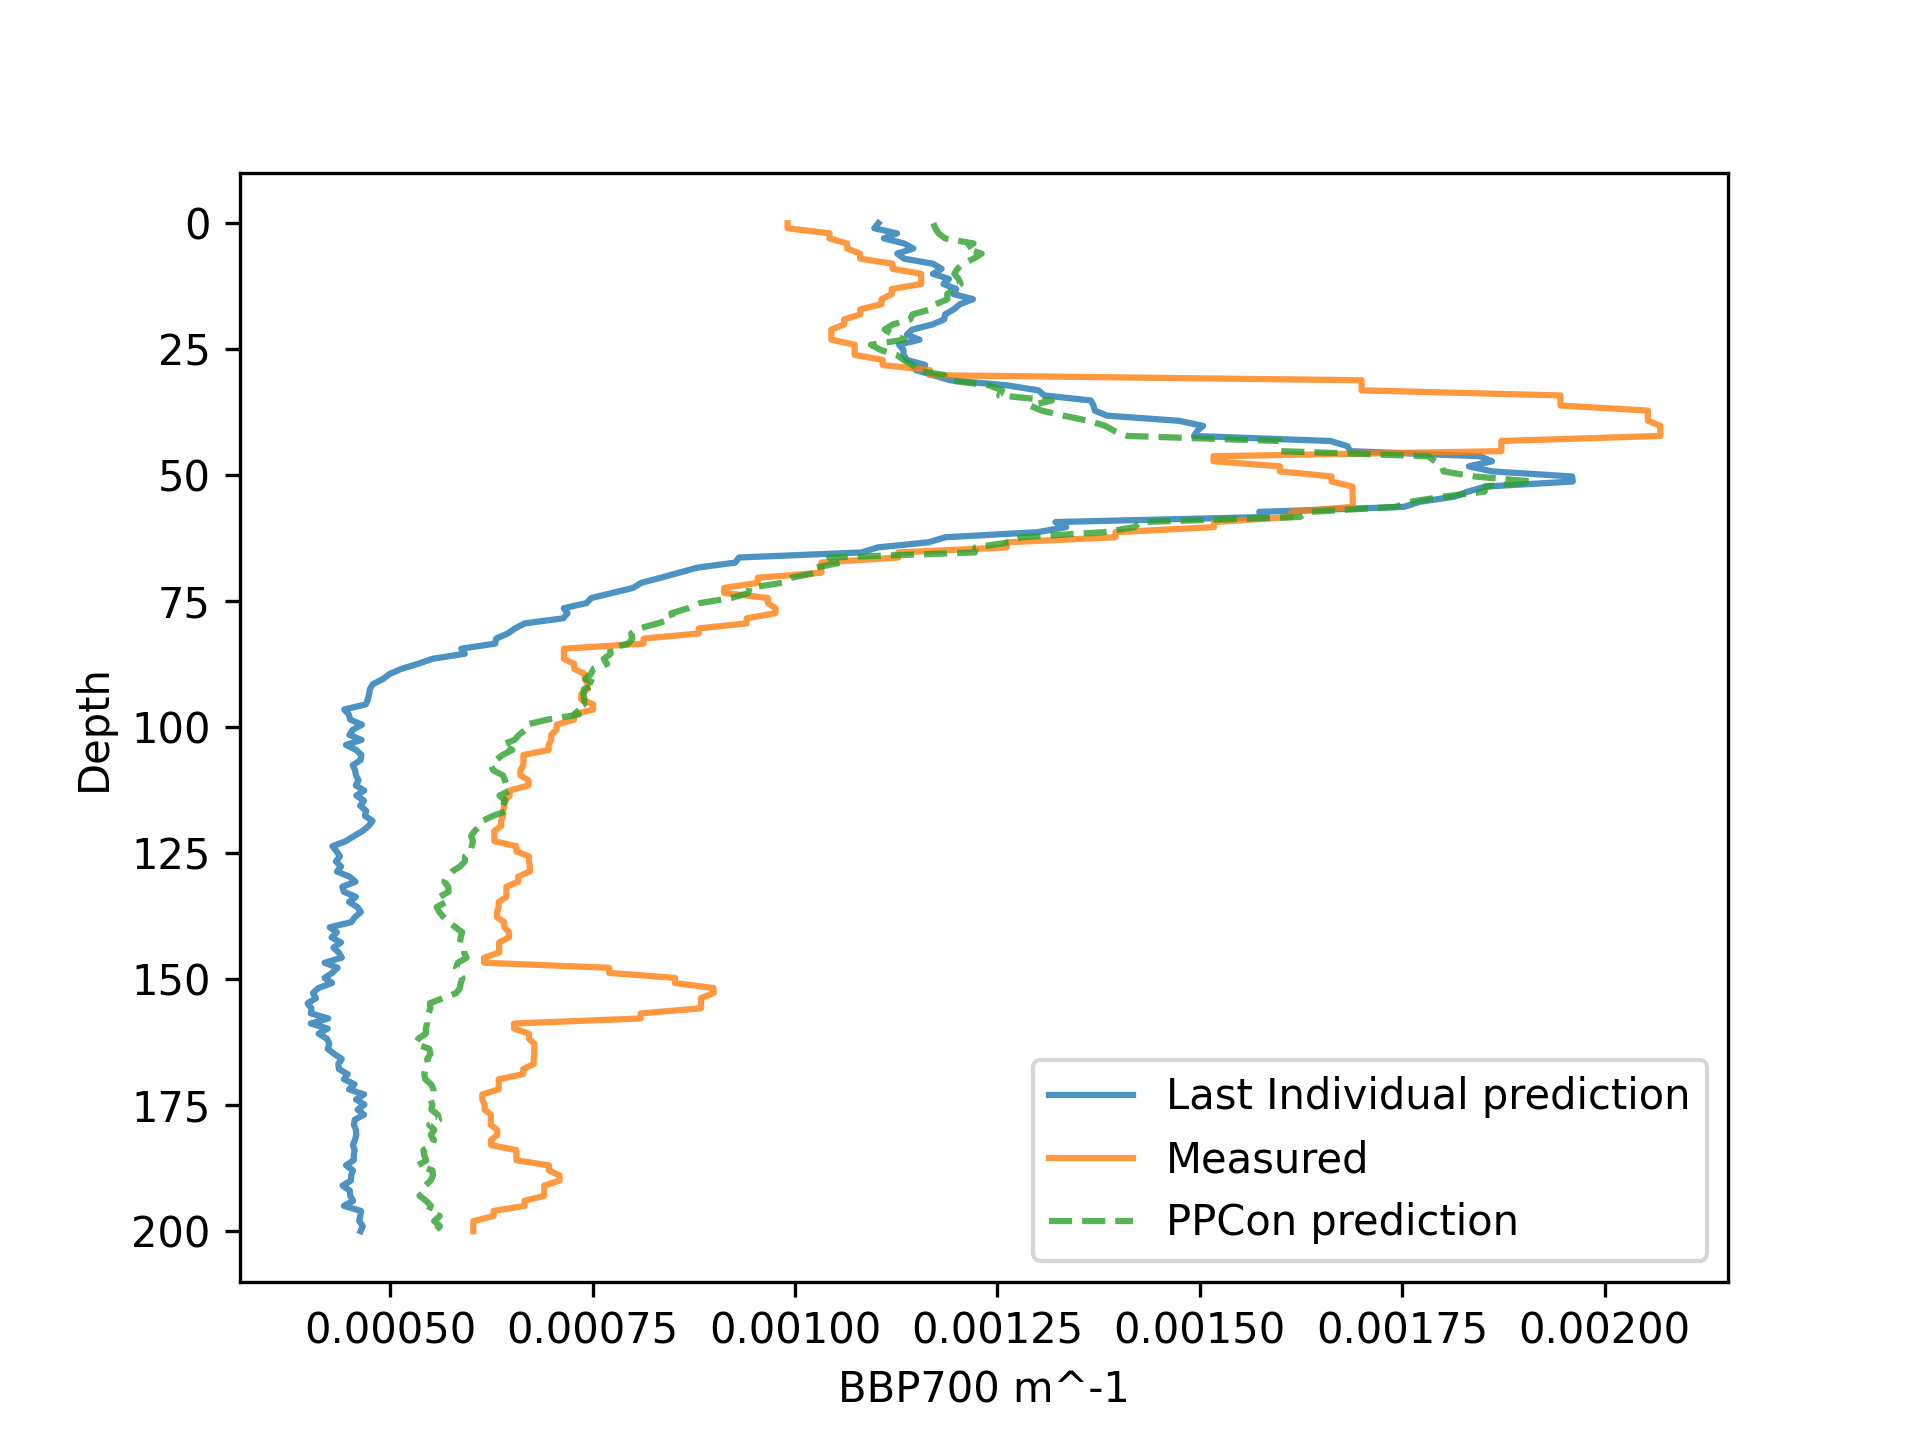 0
25
50
75
100
125
150
175
200
Depth
0.00050 0.00075 0.00100 0.00125 0.00150 0.00175 0.00200
BBP700 m^-1
Last Individual prediction
Measured
PPCon prediction